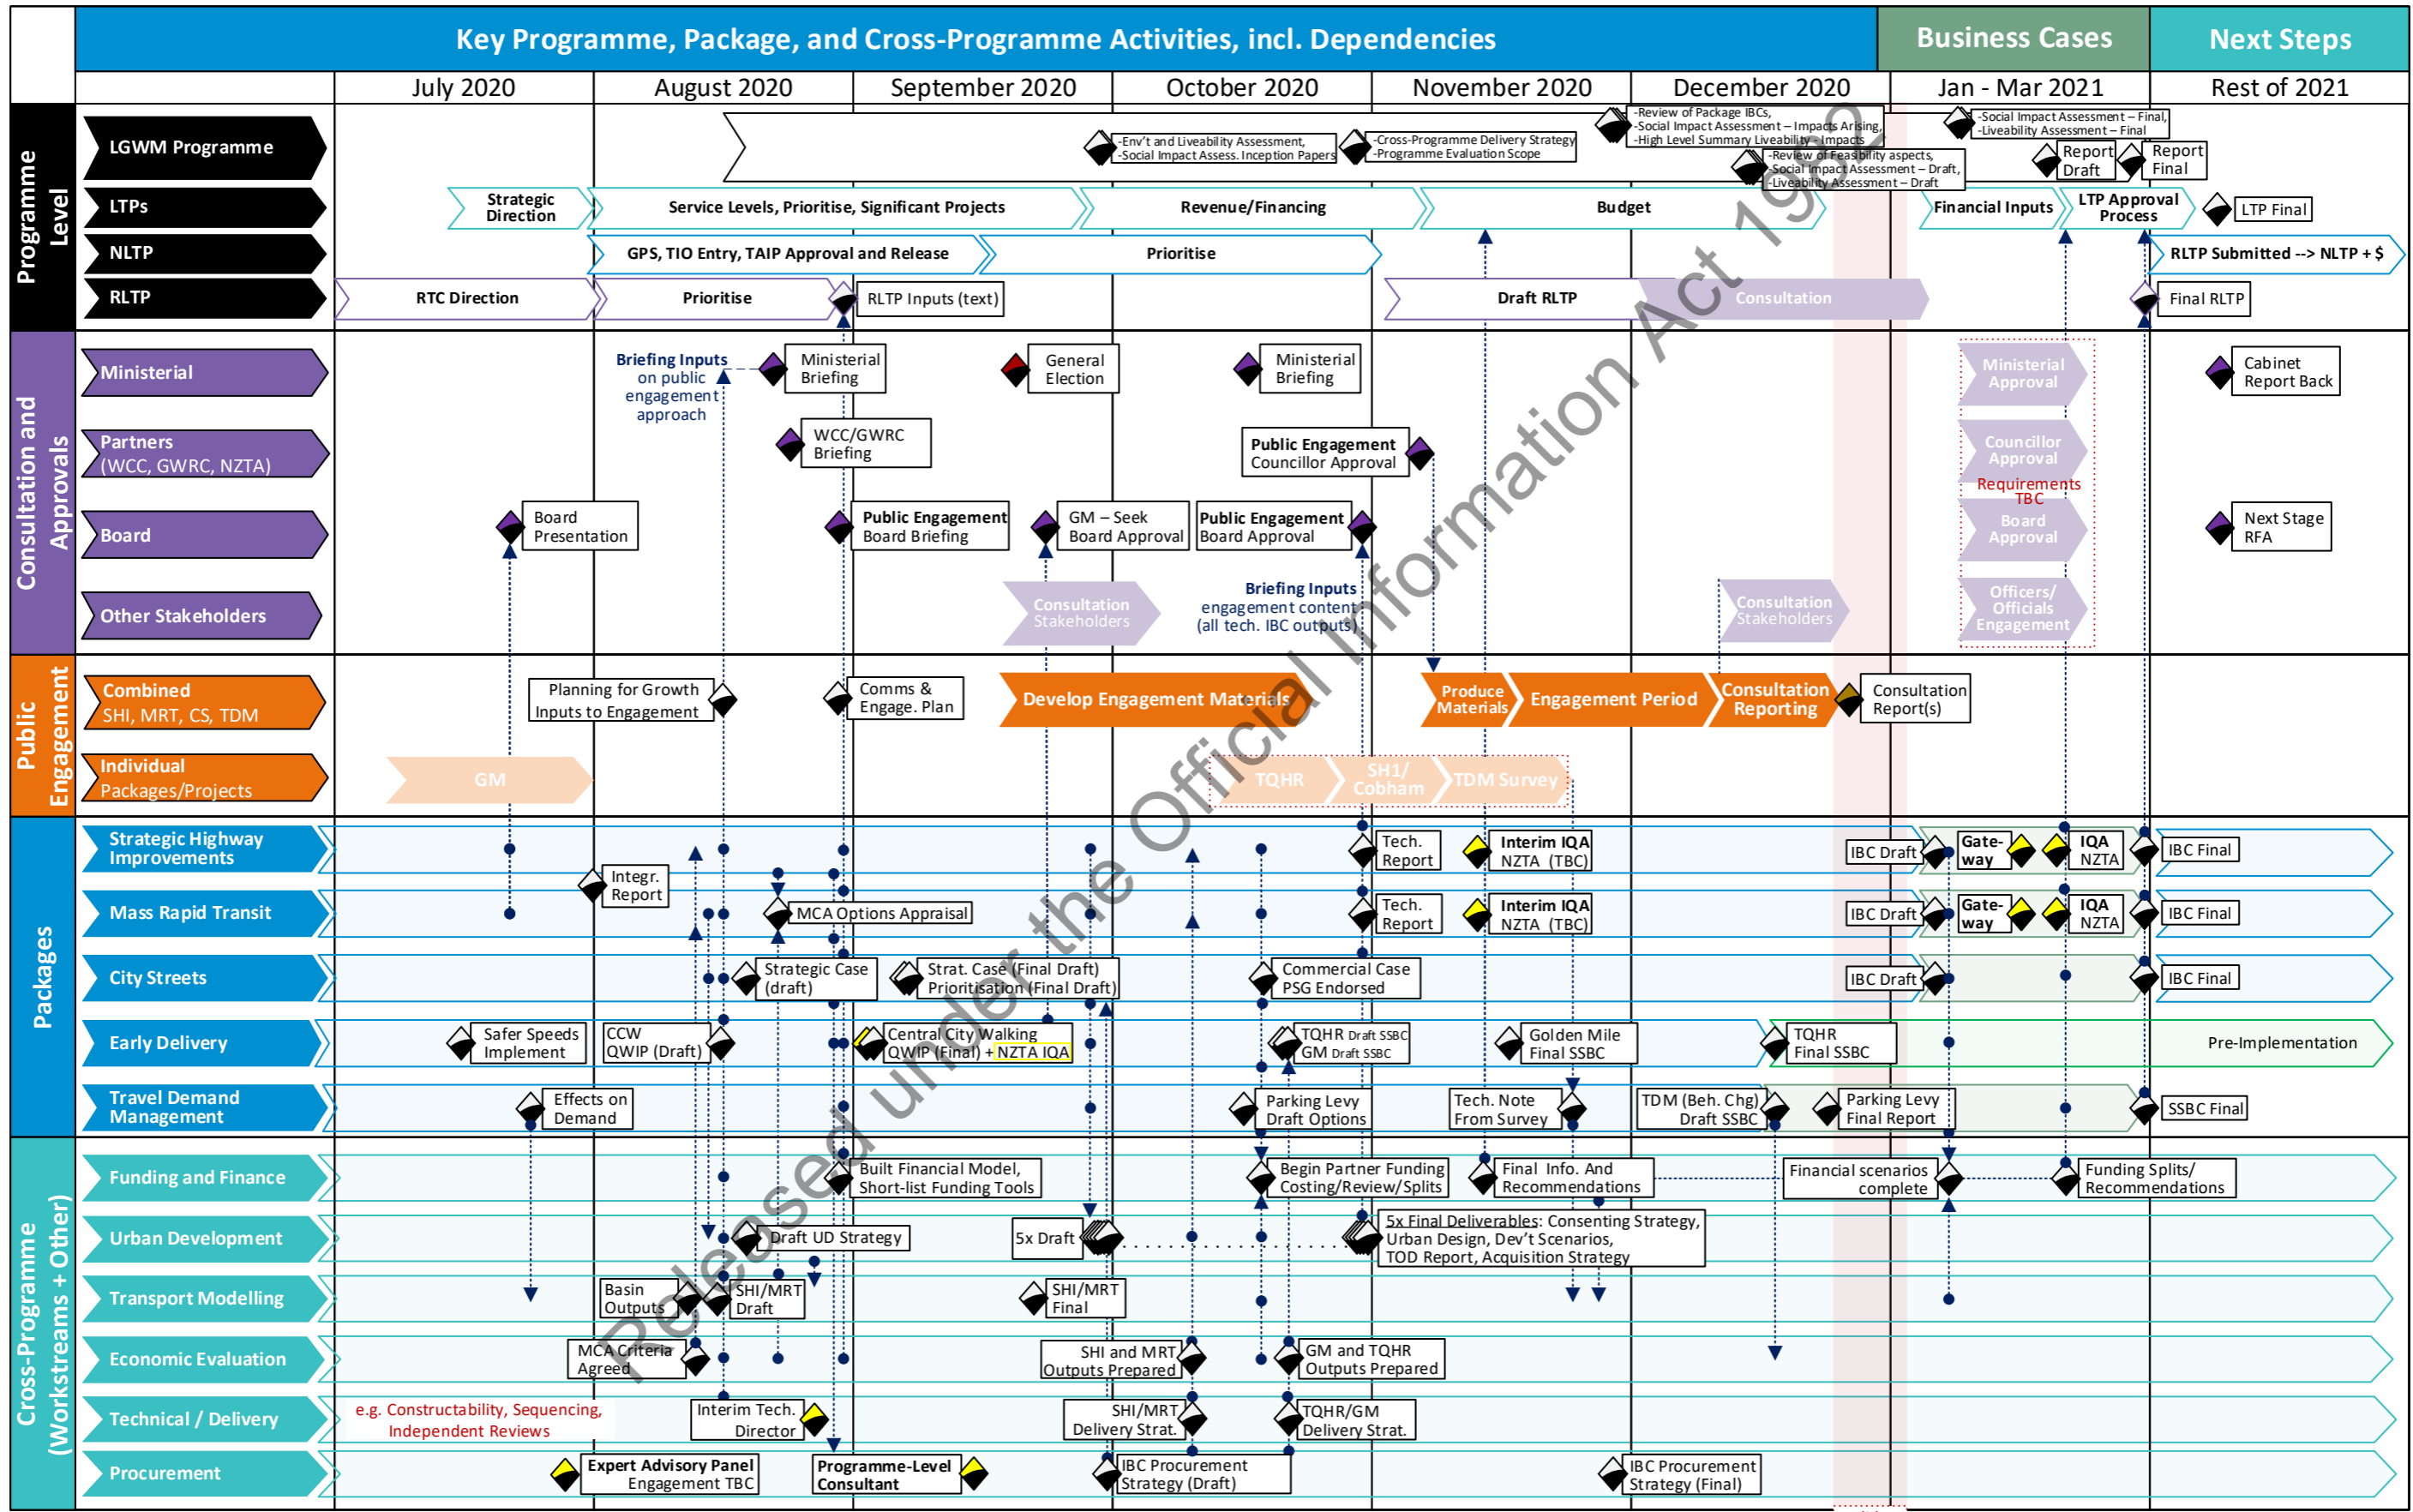 Key Programme, Package, and Cross-Programme Activities, incl. Dependencies
Business Cases
Next Steps
July 2020
August 2020
September 2020
October 2020
November 2020
December 2020
Jan - Mar 2021
Rest of 2021
Programme
Level
LGWM Programme
-Env't and Liveability Assessment,
-Social Impact Assess. Inception Papers
-Cross-Programme Delivery Strategy
-Programme Evaluation Scope
-Review of Package IBCs,
-Social Impact Assessment – Impacts Arising,
-High Level Summary Liveability - Impacts
-Review of Feasibility aspects,
-Social Impact Assessment – Draft,
-Liveability Assessment – Draft
-Social Impact Assessment – Final,
-Liveability Assessment – Final
Report
Draft
Report
Final
LTPs
Strategic
Direction
Service Levels, Prioritise, Significant Projects
Revenue/Financing
Budget
Financial Inputs
LTP Approval
Process
LTP Final
NLTP
GPS, TIO Entry, TAIP Approval and Release
Prioritise
RLTP Submitted --> NLTP + $
RLTP
RTC Direction
Prioritise
RLTP Inputs (text)
Draft RLTP
Consultation
Final RLTP
Consultation and
Approvals
Ministerial
Briefing Inputs
on public
engagement
approach
Ministerial
Briefing
General
Election
Ministerial
Briefing
Ministerial
Approval
Cabinet
Report Back
Partners
(WCC, GWRC, NZTA)
WCC/GWRC
Briefing
Public Engagement
Councillor Approval
Councillor
Approval
Requirements
TBC
Board
Board
Presentation
Public Engagement
Board Briefing
GM – Seek
Board Approval
Public Engagement
Board Approval
Board
Approval
Next Stage
RFA
Other Stakeholders
Consultation
Stakeholders
Briefing Inputs
engagement content
(all tech. IBC outputs)
Consultation
Stakeholders
Officers/
Officials
Engagement
Public
Engagement
Combined
SHI, MRT, CS, TDM
Planning for Growth
Inputs to Engagement
Comms &
Engage. Plan
Develop Engagement Materials
Produce
Materials
Engagement Period
Consultation
Reporting
Consultation
Report(s)
Individual
Packages/Projects
GM
TQHR
SH1/
Cobham
TDM Survey
Packages
Strategic Highway
Improvements
Integr.
Report
Tech.
Report
Interim IQA
NZTA (TBC)
IBC Draft
Gate-
way
IQA
NZTA
IBC Final
Mass Rapid Transit
MCA Options Appraisal
Tech.
Report
Interim IQA
NZTA (TBC)
IBC Draft
Gate-
way
IQA
NZTA
IBC Final
City Streets
Strategic Case
(draft)
Strat. Case (Final Draft)
Prioritisation (Final Draft)
Commercial Case
PSG Endorsed
IBC Draft
IBC Final
Early Delivery
Safer Speeds
Implement
CCW
QWIP (Draft)
Central City Walking
QWIP (Final) + NZTA IQA
TQHR Draft SSBC
GM Draft SSBC
Golden Mile
Final SSBC
TQHR
Final SSBC
Pre-Implementation
Travel Demand
Management
Effects on
Demand
Parking Levy
Draft Options
Tech. Note
From Survey
TDM (Beh. Chg)
Draft SSBC
Parking Levy
Final Report
SSBC Final
Cross-Programme
(Workstreams + Other)
Funding and Finance
Built Financial Model,
Short-list Funding Tools
Begin Partner Funding
Costing/Review/Splits
Final Info. And
Recommendations
Financial scenarios
complete
Funding Splits/
Recommendations
Urban Development
Draft UD Strategy
5x Draft
5x Final Deliverables: Consenting Strategy,
Urban Design, Dev't Scenarios,
TOD Report, Acquisition Strategy
Transport Modelling
Basin
Outputs
SHI/MRT
Draft
SHI/MRT
Final
Economic Evaluation
MCA Criteria
Agreed
SHI and MRT
Outputs Prepared
GM and TQHR
Outputs Prepared
Technical / Delivery
e.g. Constructability, Sequencing,
Independent Reviews
Interim Tech.
Director
SHI/MRT
Delivery Strat.
TQHR/GM
Delivery Strat.
Procurement
Expert Advisory Panel
Engagement TBC
Programme-Level
Consultant
IBC Procurement
Strategy (Draft)
IBC Procurement
Strategy (Final)
Released under the Official Information Act 1982